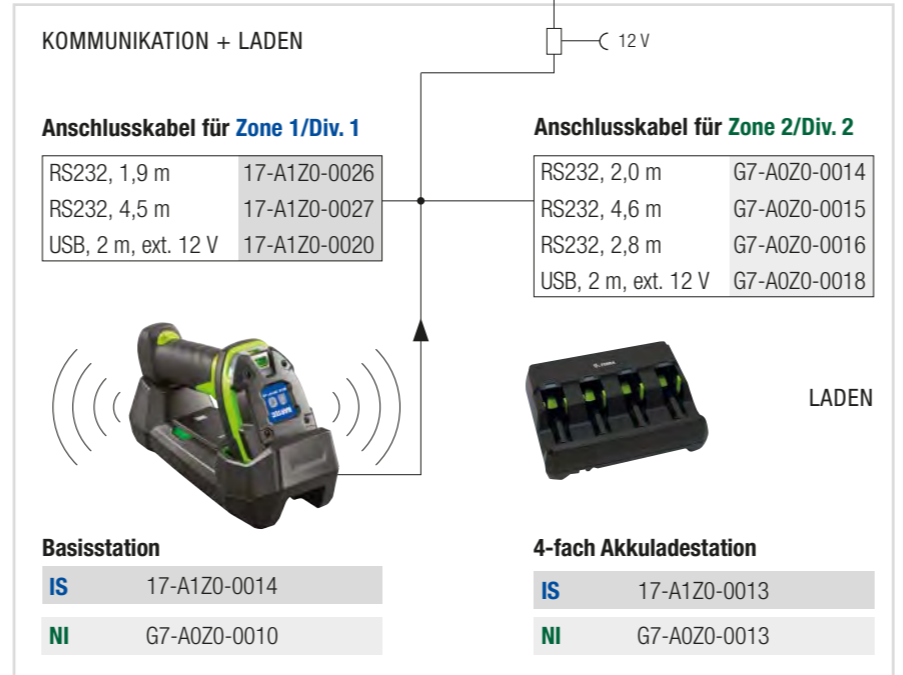 KOMMUNIKATION + LADEN
12 V
Anschlusskabel für Zone 1/Div. 1
RS232, 1,9 m 17-A1Z0-0026
RS232, 4,5 m 17-A1Z0-0027
USB, 2 m, ext. 12 V 17-A1Z0-0020
Anschlusskabel für Zone 2/Div. 2
RS232, 2,0 m G7-A0Z0-0014
RS232, 4,6 m G7-A0Z0-0015
RS232, 2,8 m G7-A0Z0-0016
USB, 2 m, ext. 12 V G7-A0Z0-0018
BARTEC
ZEBRA
LADEN
Basisstation
IS 17-A1Z0-0014
NI G7-A0Z0-0010
4-fach Akkuladestation
IS 17-A1Z0-0013
NI G7-A0Z0-0013